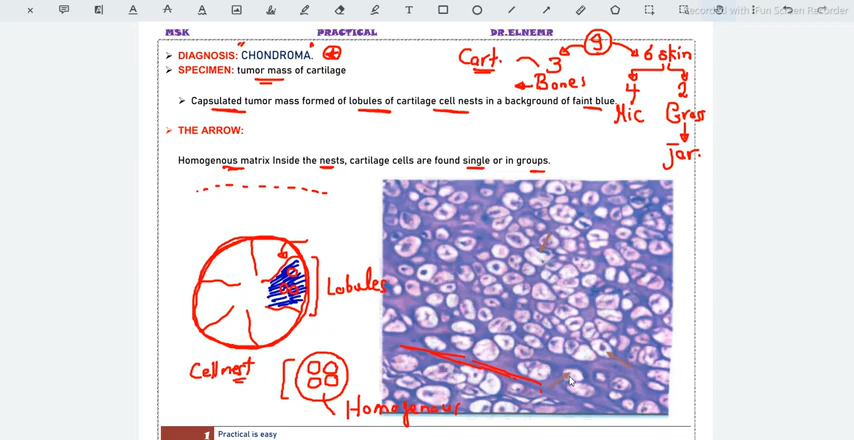 Recorded with iFun Screen Recorder
MSK PRACTICAL DR.ELNEMR
➢ DIAGNOSIS: "CHONDROMA."
➢ SPECIMEN: tumor mass of cartilage
Cart. 3 9 6 skin
Bones 4 2
➢ Capsulated tumor mass formed of lobules of cartilage cell nests in a background of faint blue.
Mic Gross
➢ THE ARROW:
Jar.
Homogenous matrix Inside the nests, cartilage cells are found single or in groups.
Lobules
Cell nest
Homogenous
1 Practical is easy